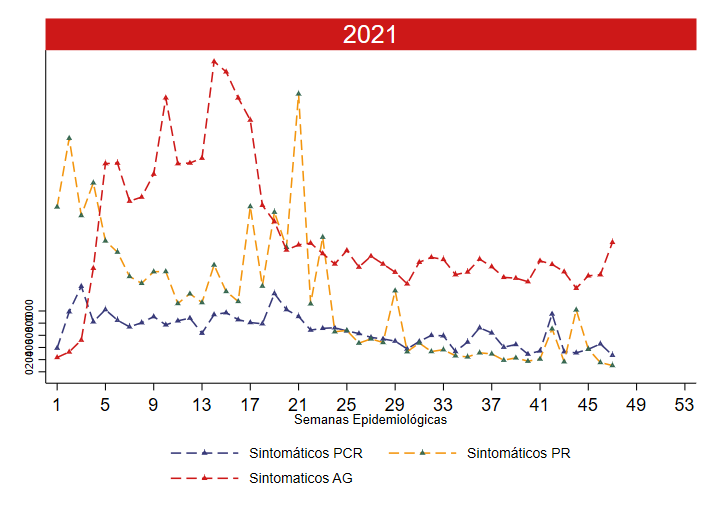 2021
1 5 9 13 17 21 25 29 33 37 41 45 49 53
Semanas Epidemiológicas
Sintomáticos PCR Sintomáticos PR
Sintomaticos AG